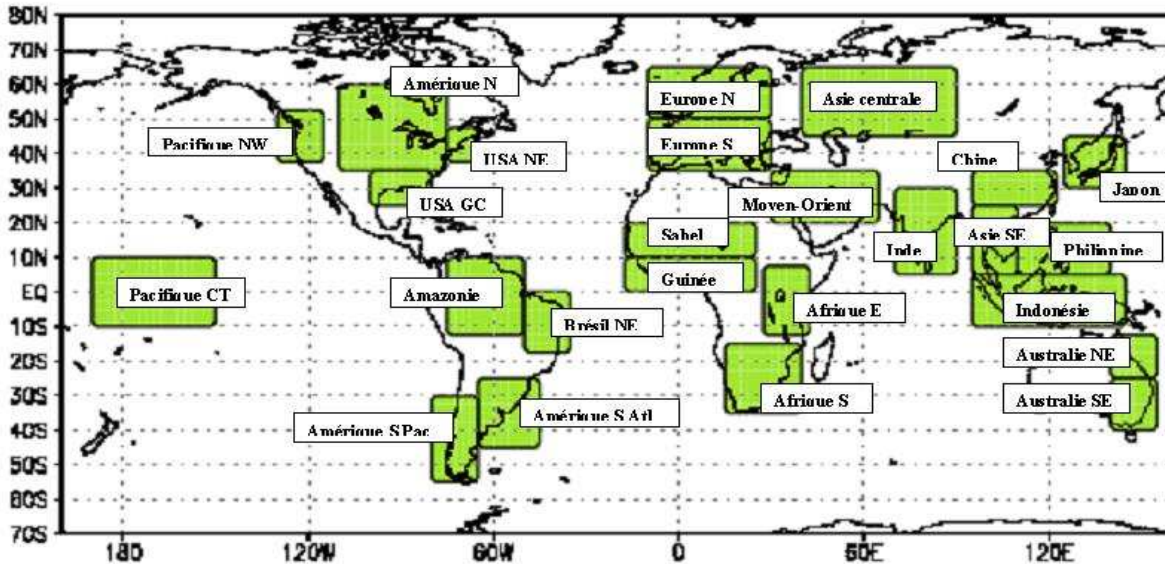 80N
70N
60N
50N
40N
30N
20N
10N
EQ
10S
20S
30S
40S
50S
60S
70S
Amérique N
Europe N
Asie centrale
Pacifique NW
USA NE
Europe S
Chine
USA GC
Moyen-Orient
Japon
Sahel
Inde
Asie SE
Philippine
Pacifique CT
Amazonie
Guinée
Brésil NE
Afrique E
Indonésie
Australie NE
Amérique S Pac
Amérique S Atl
Afrique S
Australie SE
180
120W
60W
0
60E
120E